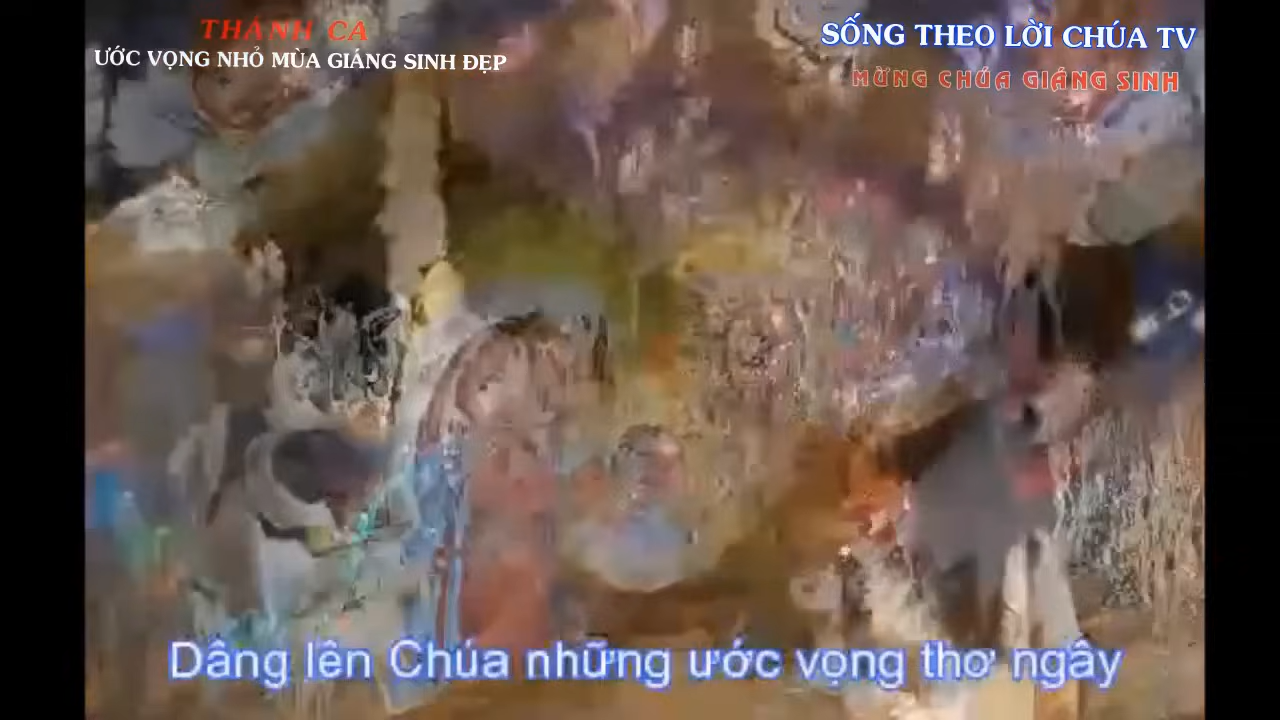 THÁNH CA
ƯỚC VỌNG NHỎ MÙA GIÁNG SINH ĐẸP
SỐNG THEO LỜI CHÚA TV
MỪNG CHÚA GIÁNG SINH
Dâng lên Chúa những ước vọng thơ ngây